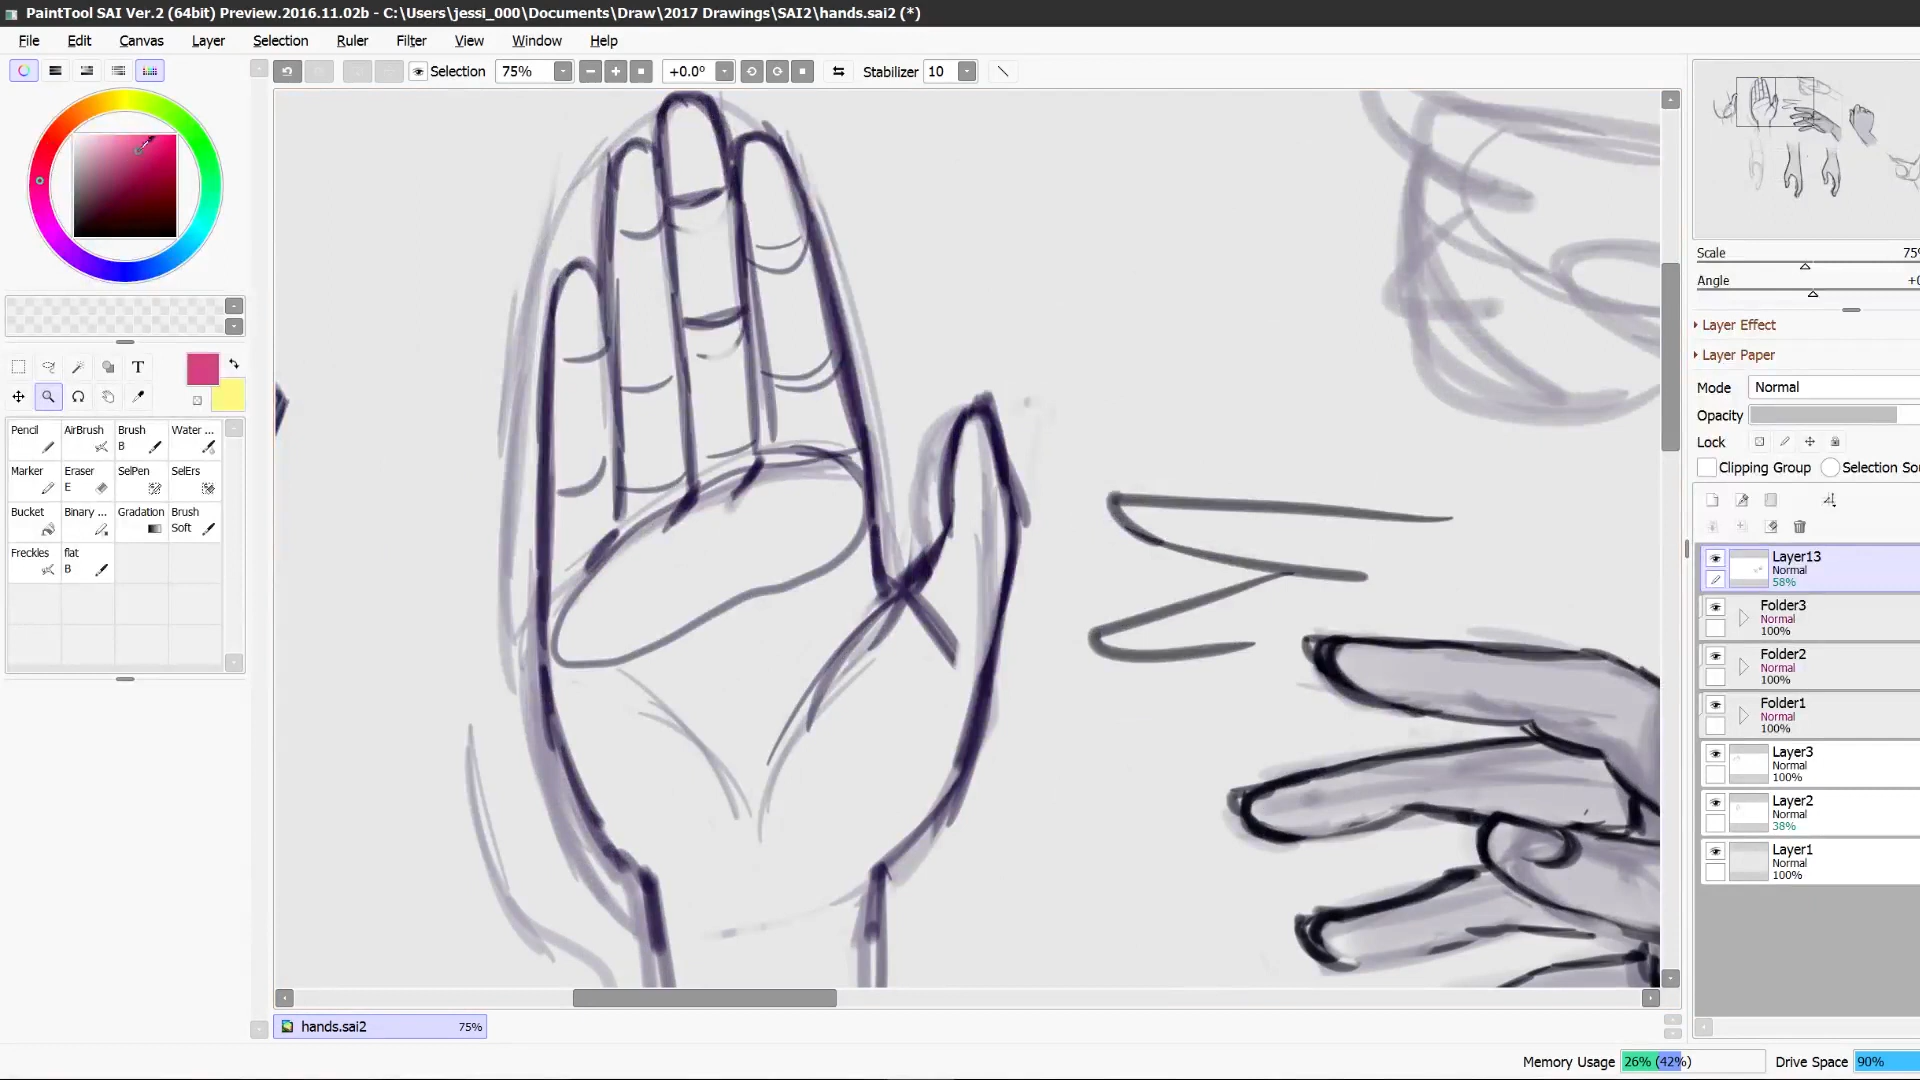 PaintTool SAI Ver.2 (64bit) Preview.2016.11.02b - C:\Users\jessi_000\Documents\Draw\2017 Drawings\SAI2\hands.sai2 (*)
File Edit Canvas Layer Selection Ruler Filter View Window Help
Selection 75% +0.0° Stabilizer 10
Scale 75%
Angle +0
Layer Effect
Layer Paper
Mode Normal
Opacity
Lock
Clipping Group Selection Sou
T
Pencil AirBrush Brush B Water ...
Marker Eraser E SelPen SelErs
Bucket Binary ... Gradation Brush Soft
Freckles flat B
Layer13
Normal
58%
Folder3
Normal
100%
Folder2
Normal
100%
Folder1
Normal
100%
Layer3
Normal
100%
Layer2
Normal
38%
Layer1
Normal
100%
hands.sai2 75%
Memory Usage 26% (42%) Drive Space 90%